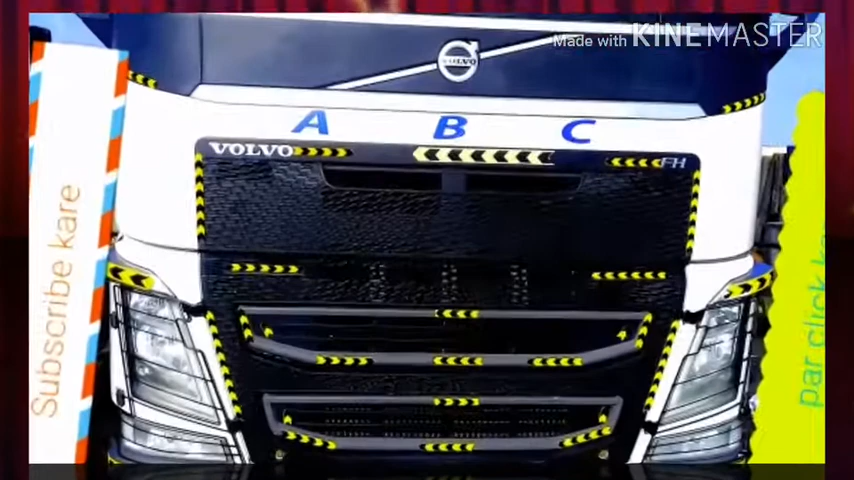 Made with KINEMASTER
VOLVO
A B C
VOLVO
FH
Subscribe kare
par click